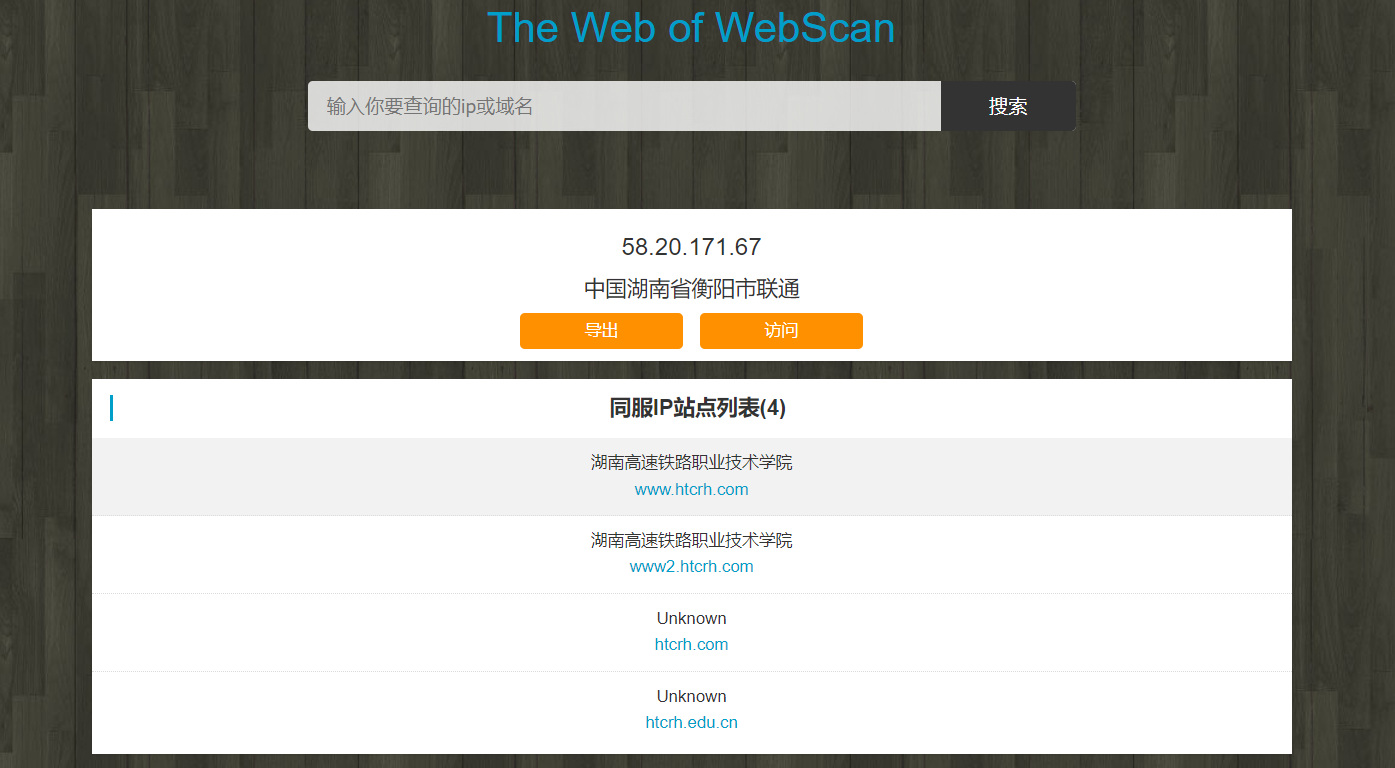 The Web of WebScan
输入你要查询的ip或域名
搜索
58.20.171.67
中国湖南省衡阳市联通
导出
访问
同服IP站点列表(4)
湖南高速铁路职业技术学院
www.htcrh.com
湖南高速铁路职业技术学院
www2.htcrh.com
Unknown
htcrh.com
Unknown
htcrh.edu.cn